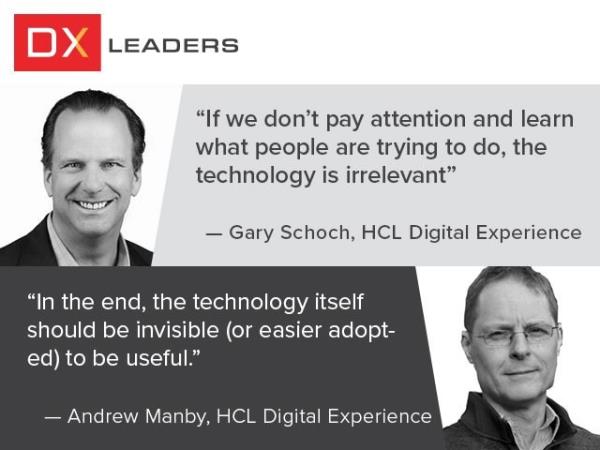 DX LEADERS
“If we don’t pay attention and learn
what people are trying to do, the
technology is irrelevant”
— Gary Schoch, HCL Digital Experience
“In the end, the technology itself
should be invisible (or easier adopt-
ed) to be useful.”
— Andrew Manby, HCL Digital Experience